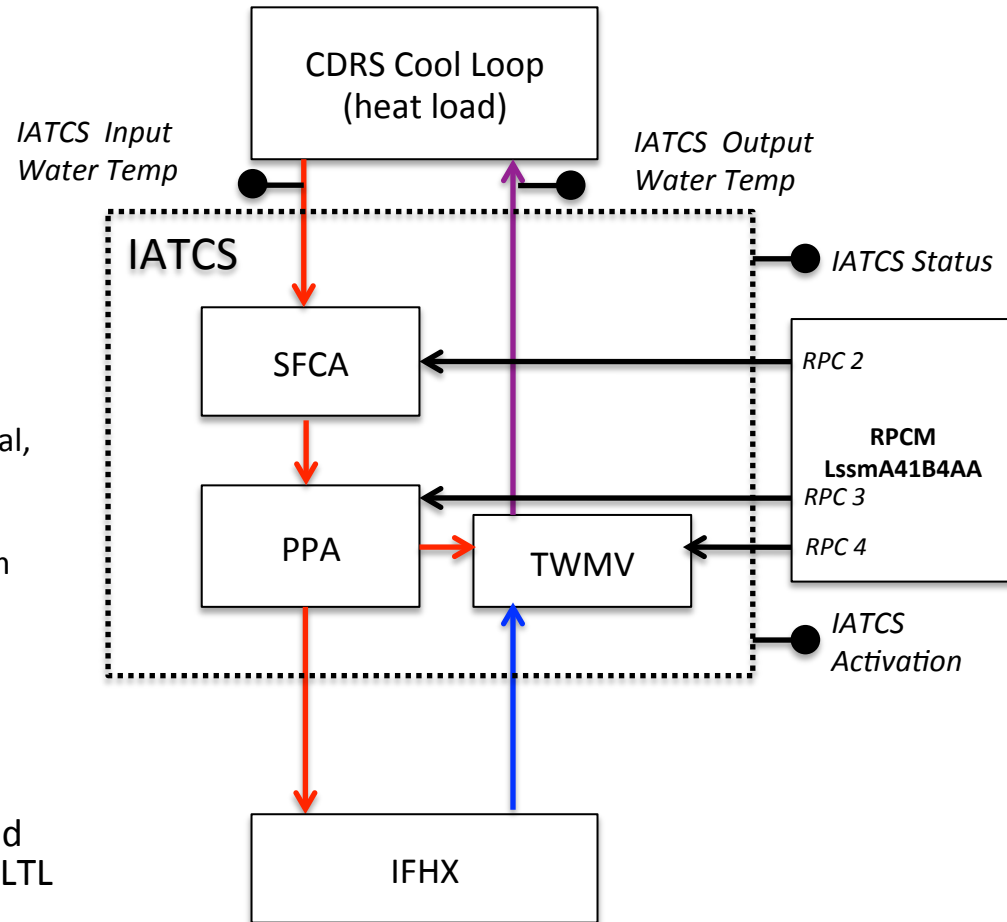 CDRS Cool Loop
(heat load)
IATCS Input
Water Temp
IATCS Output
Water Temp
IATCS
IATCS Status
SFCA
RPC 2
al,
RPCM
LssmA41B4AA
RPC 3
PPA
TWMV
RPC 4
IATCS
Activation
IFHX
d
LTL